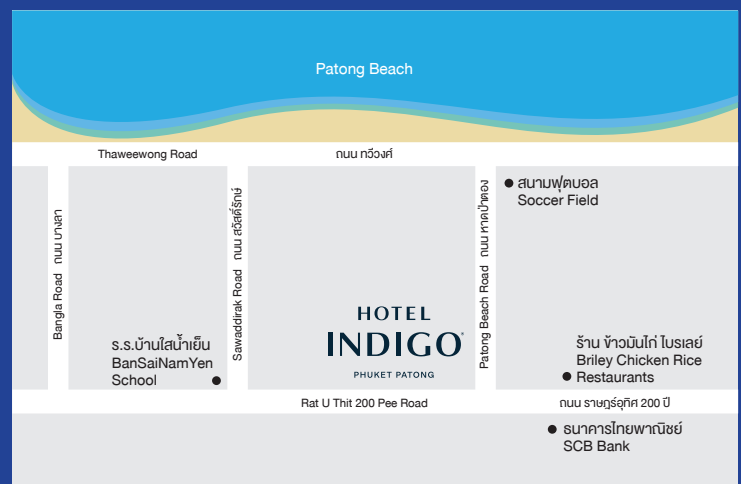 Patong Beach
Thaweewong Road ถนน ทวีวงศ์
Bangla Road ถนน บางลา
Sawaddirak Road ถนน สวัสดิ์รักษ์
Patong Beach Road ถนน หาดป่าตอง
สนามฟุตบอล
Soccer Field
ร.ร.บ้านใสน้ำเย็น
BanSaiNamYen
School
HOTEL
INDIGO®
PHUKET PATONG
ร้าน ข้าวมันไก่ ไบรเลย์
Briley Chicken Rice
Restaurants
Rat U Thit 200 Pee Road ถนน ราษฎร์อุทิศ 200 ปี
ธนาคารไทยพาณิชย์
SCB Bank